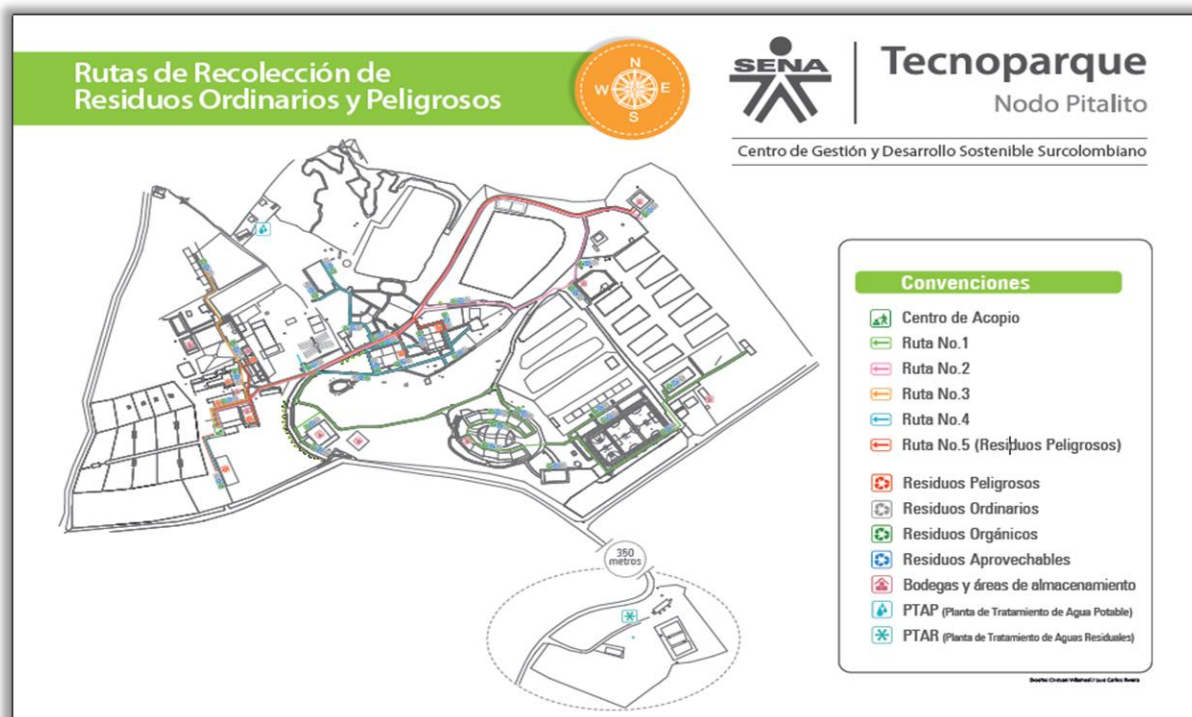 Rutas de Recolección de
Residuos Ordinarios y Peligrosos
N
W E
S
SENA
Tecnoparque
Nodo Pitalito
Centro de Gestión y Desarrollo Sostenible Surcolombiano
Convenciones
Centro de Acopio
Ruta No.1
Ruta No.2
Ruta No.3
Ruta No.4
Ruta No.5 (Residuos Peligrosos)
Residuos Peligrosos
Residuos Ordinarios
Residuos Orgánicos
Residuos Aprovechables
Bodegas y áreas de almacenamiento
PTAP (Planta de Tratamiento de Agua Potable)
PTAR (Planta de Tratamiento de Aguas Residuales)
350
metros